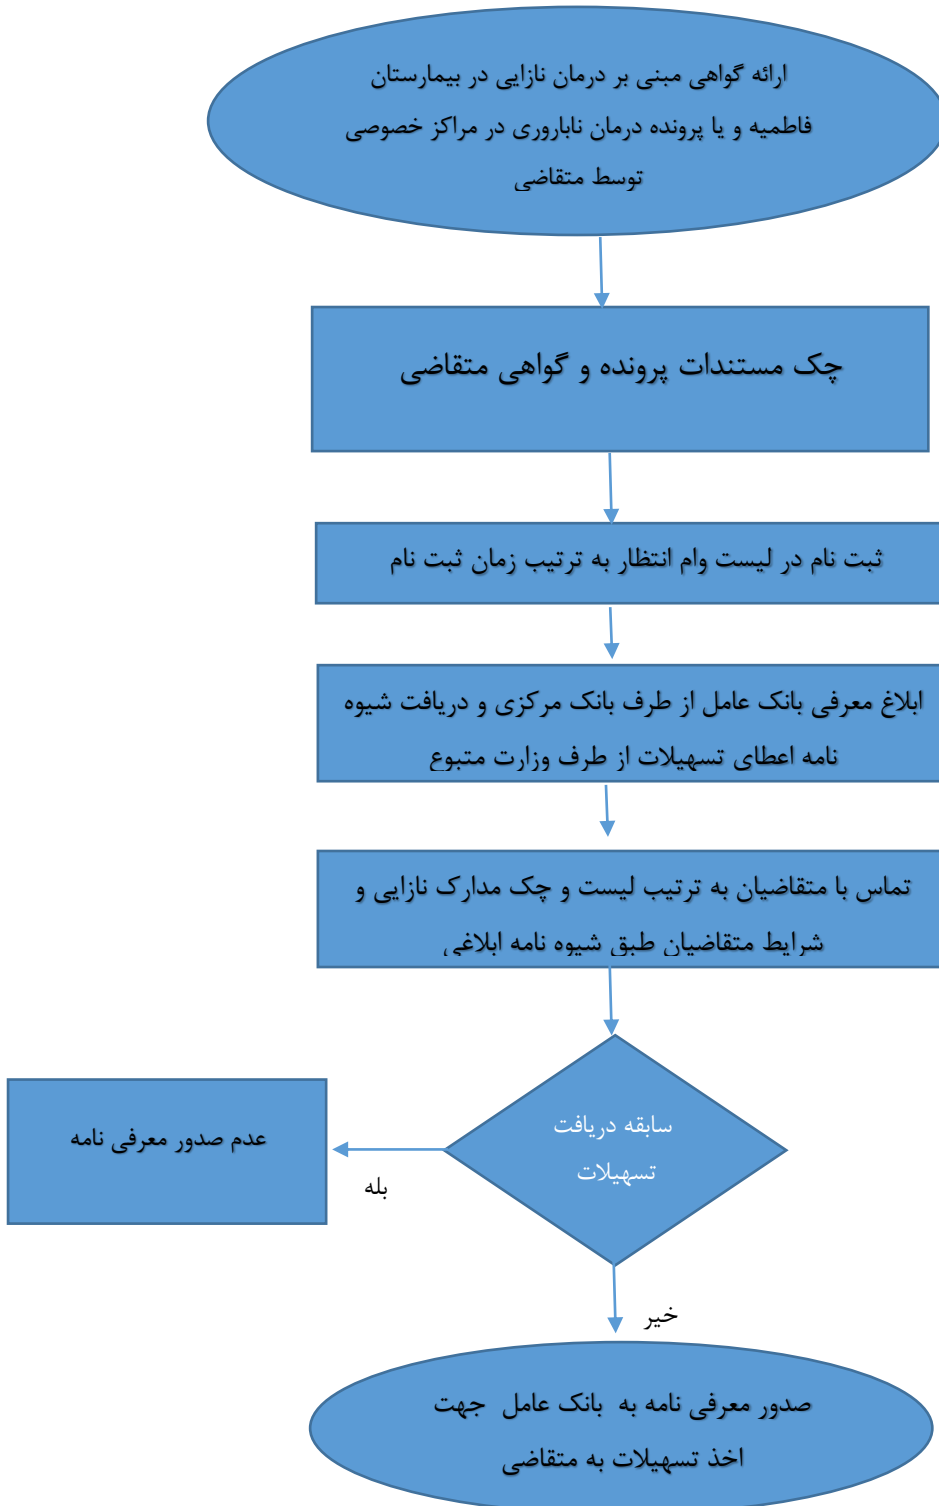 ارائه گواهی مبنی بر درمان نازایی در بیمارستان
فاطمیه و یا پرونده درمان ناباروری در مراکز خصوصی
توسط متقاضی
چک مستندات پرونده و گواهی متقاضی
ثبت نام در لیست وام انتظار به ترتیب زمان ثبت نام
ابلاغ معرفی بانک عامل از طرف بانک مرکزی و دریافت شیوه
نامه اعطای تسهیلات از طرف وزارت متبوع
تماس با متقاضیان به ترتیب لیست و چک مدارک نازایی و
شرایط متقاضیان طبق شیوه نامه ابلاغی
سابقه دریافت
تسهیلات
عدم صدور معرفی نامه
بله
خیر
صدور معرفی نامه به بانک عامل جهت
اخذ تسهیلات به متقاضی